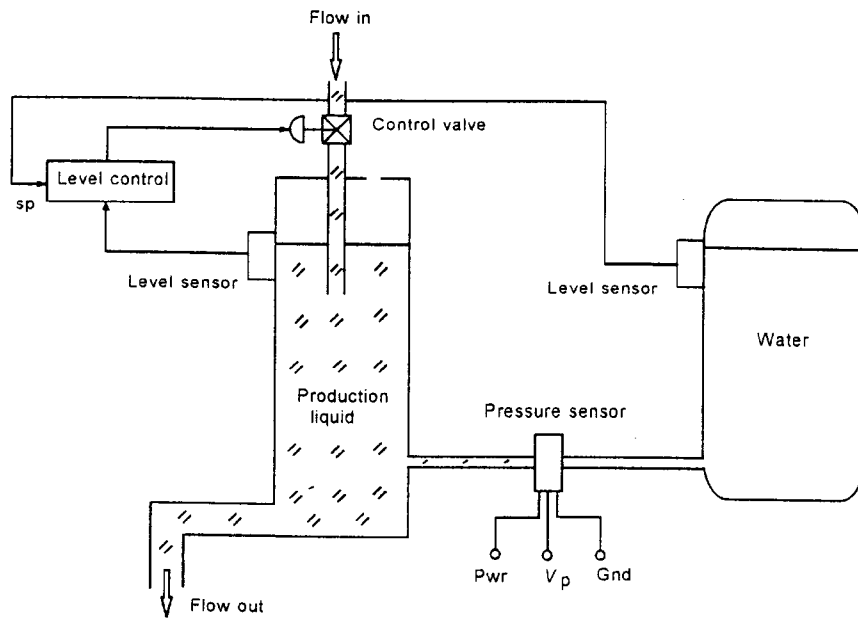 Flow in
Control valve
Level control
sp
Level sensor
Level sensor
Water
Production
liquid
Pressure sensor
Pwr
Vp
Gnd
Flow out